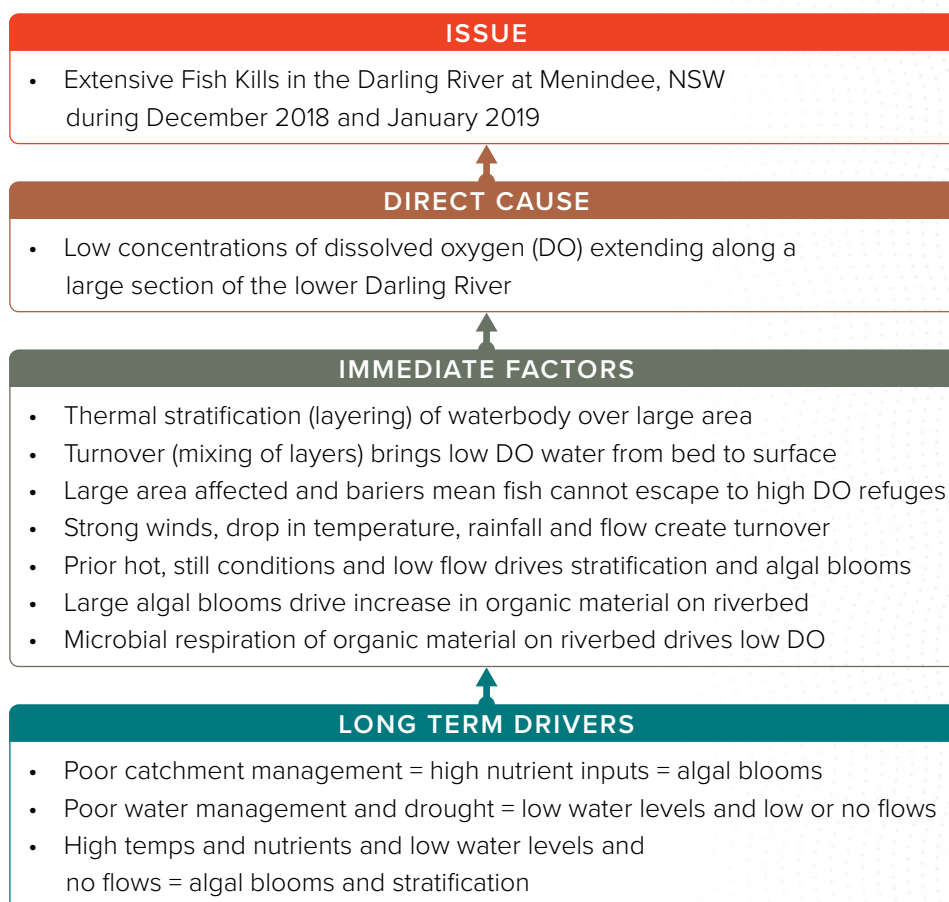 ISSUE
• Extensive Fish Kills in the Darling River at Menindee, NSW
during December 2018 and January 2019
DIRECT CAUSE
• Low concentrations of dissolved oxygen (DO) extending along a
large section of the lower Darling River
IMMEDIATE FACTORS
• Thermal stratification (layering) of waterbody over large area
• Turnover (mixing of layers) brings low DO water from bed to surface
• Large area affected and bariers mean fish cannot escape to high DO refuges
• Strong winds, drop in temperature, rainfall and flow create turnover
• Prior hot, still conditions and low flow drives stratification and algal blooms
• Large algal blooms drive increase in organic material on riverbed
• Microbial respiration of organic material on riverbed drives low DO
LONG TERM DRIVERS
• Poor catchment management = high nutrient inputs = algal blooms
• Poor water management and drought = low water levels and low or no flows
• High temps and nutrients and low water levels and
no flows = algal blooms and stratification